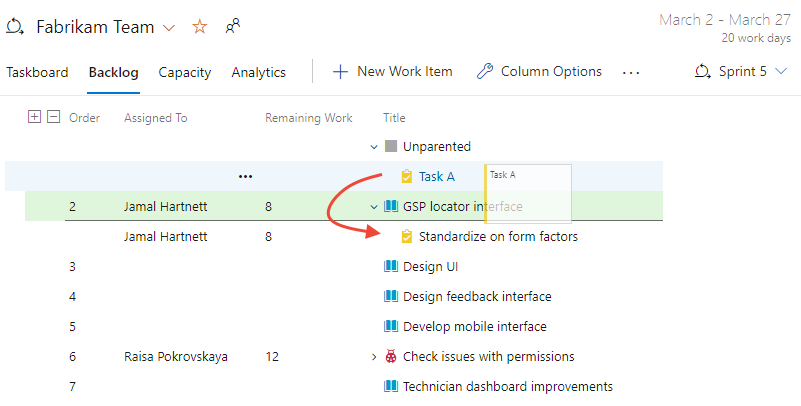 Fabrikam Team
March 2 - March 27
20 work days
Taskboard Backlog Capacity Analytics New Work Item Column Options ... Sprint 5
Order Assigned To Remaining Work Title
Unparented
... Task A Task A
2 Jamal Hartnett 8 GSP locator interface
Jamal Hartnett 8 Standardize on form factors
3 Design UI
4 Design feedback interface
5 Develop mobile interface
6 Raisa Pokrovskaya 12 Check issues with permissions
7 Technician dashboard improvements